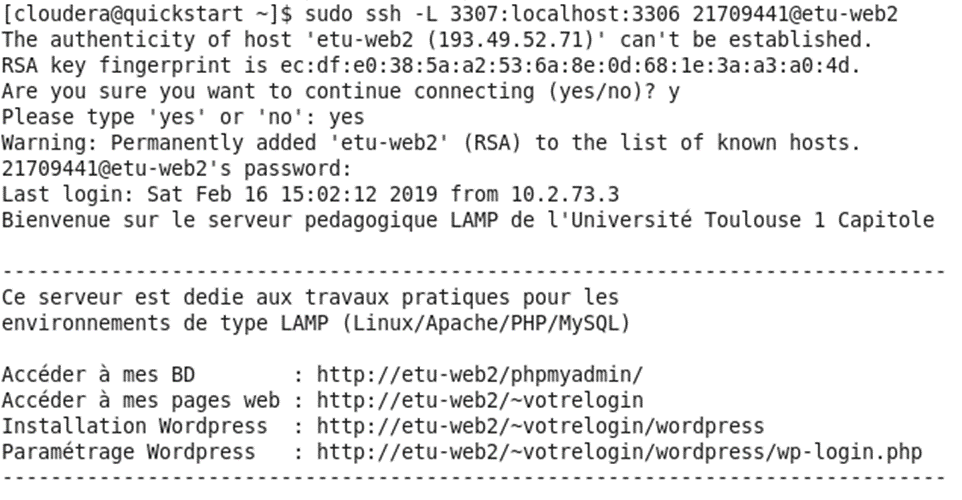 [cloudera@quickstart ~]$ sudo ssh -L 3307:localhost:3306 21709441@etu-web2
The authenticity of host 'etu-web2 (193.49.52.71)' can't be established.
RSA key fingerprint is ec:df:e0:38:5a:a2:53:6a:8e:0d:68:1e:3a:a3:a0:4d.
Are you sure you want to continue connecting (yes/no)? y
Please type 'yes' or 'no': yes
Warning: Permanently added 'etu-web2' (RSA) to the list of known hosts.
21709441@etu-web2's password:
Last login: Sat Feb 16 15:02:12 2019 from 10.2.73.3
Bienvenue sur le serveur pedagogique LAMP de l'Université Toulouse 1 Capitole
------------------------------------------------------------------------------
Ce serveur est dedie aux travaux pratiques pour les
environnements de type LAMP (Linux/Apache/PHP/MySQL)
Accéder à mes BD        : http://etu-web2/phpmyadmin/
Accéder à mes pages web : http://etu-web2/~votrelogin
Installation Wordpress  : http://etu-web2/~votrelogin/wordpress
Paramétrage Wordpress   : http://etu-web2/~votrelogin/wordpress/wp-login.php
------------------------------------------------------------------------------